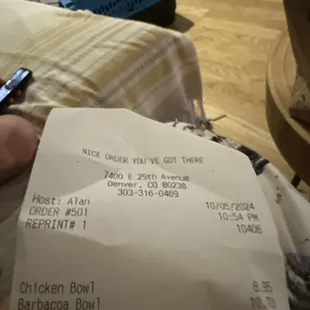 NICE ORDER YOU'VE GOT THERE
7400 E 29th Avenue
Denver, CO 80238
303-316-0469
Host: Alan 10/05/2024
ORDER #501 10:54 PM
REPRINT# 1 10406
Chicken Bowl 8.95
Barbacoa Bowl